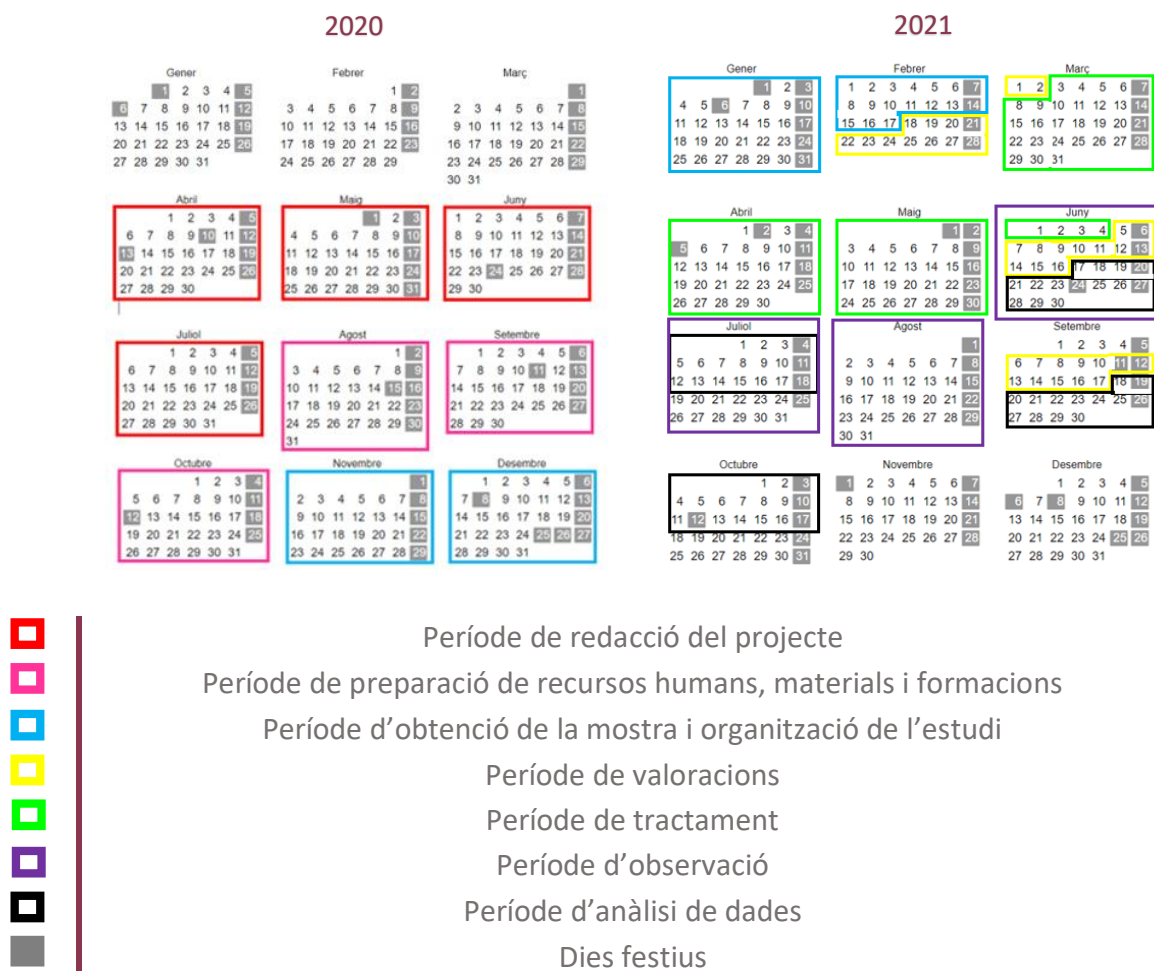 2020
Gener
1 2 3 4 5
6 7 8 9 10 11 12
13 14 15 16 17 18 19
20 21 22 23 24 25 26
27 28 29 30 31
Febrer
1 2
3 4 5 6 7 8 9
10 11 12 13 14 15 16
17 18 19 20 21 22 23
24 25 26 27 28 29
Març
1
2 3 4 5 6 7 8
9 10 11 12 13 14 15
16 17 18 19 20 21 22
23 24 25 26 27 28 29
30 31
Abril
1 2 3 4 5
6 7 8 9 10 11 12
13 14 15 16 17 18 19
20 21 22 23 24 25 26
27 28 29 30
Maig
1 2 3
4 5 6 7 8 9 10
11 12 13 14 15 16 17
18 19 20 21 22 23 24
25 26 27 28 29 30 31
Juny
1 2 3 4 5 6 7
8 9 10 11 12 13 14
15 16 17 18 19 20 21
22 23 24 25 26 27 28
29 30
Juliol
1 2 3 4 5
6 7 8 9 10 11 12
13 14 15 16 17 18 19
20 21 22 23 24 25 26
27 28 29 30 31
Agost
1 2
3 4 5 6 7 8 9
10 11 12 13 14 15 16
17 18 19 20 21 22 23
24 25 26 27 28 29 30
31
Setembre
1 2 3 4 5 6
7 8 9 10 11 12 13
14 15 16 17 18 19 20
21 22 23 24 25 26 27
28 29 30
Octubre
1 2 3 4
5 6 7 8 9 10 11
12 13 14 15 16 17 18
19 20 21 22 23 24 25
26 27 28 29 30 31
Novembre
1
2 3 4 5 6 7 8
9 10 11 12 13 14 15
16 17 18 19 20 21 22
23 24 25 26 27 28 29
Desembre
1 2 3 4 5 6
7 8 9 10 11 12 13
14 15 16 17 18 19 20
21 22 23 24 25 26 27
28 29 30 31
2021
Gener
1 2 3
4 5 6 7 8 9 10
11 12 13 14 15 16 17
18 19 20 21 22 23 24
25 26 27 28 29 30 31
Febrer
1 2 3 4 5 6 7
8 9 10 11 12 13 14
15 16 17 18 19 20 21
22 23 24 25 26 27 28
Març
1 2 3 4 5 6 7
8 9 10 11 12 13 14
15 16 17 18 19 20 21
22 23 24 25 26 27 28
29 30 31
Abril
1 2 3 4
5 6 7 8 9 10 11
12 13 14 15 16 17 18
19 20 21 22 23 24 25
26 27 28 29 30
Maig
1 2
3 4 5 6 7 8 9
10 11 12 13 14 15 16
17 18 19 20 21 22 23
24 25 26 27 28 29 30
Juny
1 2 3 4 5 6
7 8 9 10 11 12 13
14 15 16 17 18 19 20
21 22 23 24 25 26 27
28 29 30
Juliol
1 2 3 4
5 6 7 8 9 10 11
12 13 14 15 16 17 18
19 20 21 22 23 24 25
26 27 28 29 30 31
Agost
1
2 3 4 5 6 7 8
9 10 11 12 13 14 15
16 17 18 19 20 21 22
23 24 25 26 27 28 29
30 31
Setembre
1 2 3 4 5
6 7 8 9 10 11 12
13 14 15 16 17 18 19
20 21 22 23 24 25 26
27 28 29 30
Octubre
1 2 3
4 5 6 7 8 9 10
11 12 13 14 15 16 17
18 19 20 21 22 23 24
25 26 27 28 29 30 31
Novembre
1 2 3 4 5 6 7
8 9 10 11 12 13 14
15 16 17 18 19 20 21
22 23 24 25 26 27 28
29 30
Desembre
1 2 3 4 5
6 7 8 9 10 11 12
13 14 15 16 17 18 19
20 21 22 23 24 25 26
27 28 29 30 31
Període de redacció del projecte
Període de preparació de recursos humans, materials i formacions
Període d’obtenció de la mostra i organització de l’estudi
Període de valoracions
Període de tractament
Període d’observació
Període d’anàlisi de dades
Dies festius